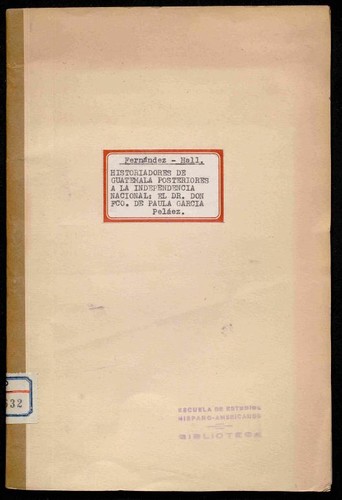 Fernández - Hall.
HISTORIADORES DE
GUATEMALA POSTERIORES
A LA INDEPENDENCIA
NACIONAL: EL DR. DON
FCO. DE PAULA GARCIA
Peláez.
532
ESCUELA DE ESTUDIOS
HISPANO-AMERICANOS
BIBLIOTECA